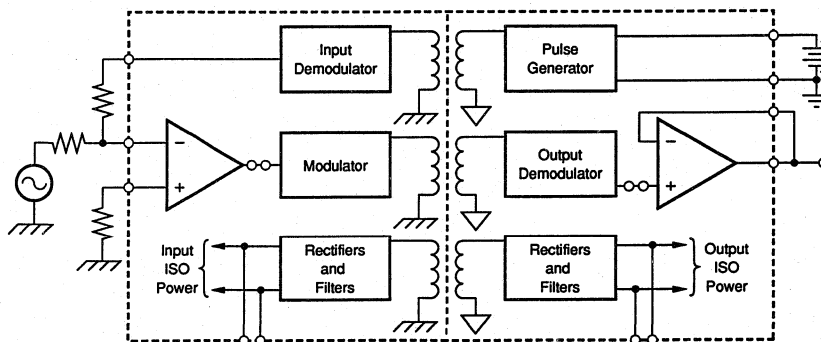 Input
Demodulator
Pulse
Generator
−
+
Modulator
Output
Demodulator
−
+
Input
ISO
Power
Rectifiers
and
Filters
Rectifiers
and
Filters
Output
ISO
Power